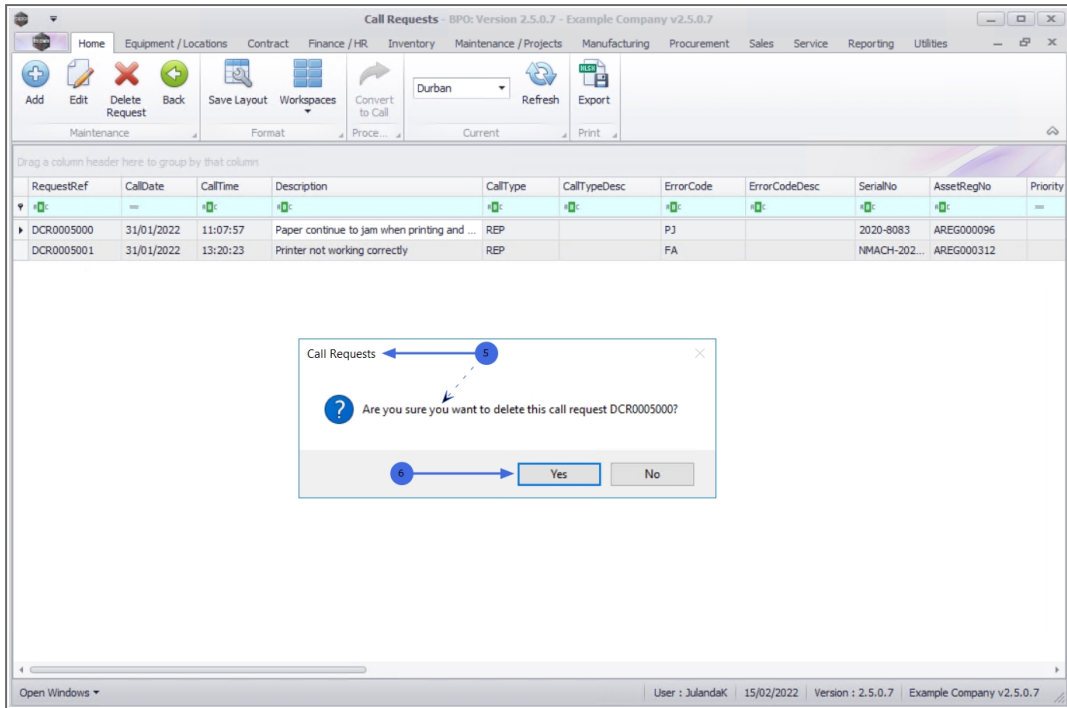 Call Requests - BPO: Version 2.5.0.7 - Example Company v2.5.0.7
Home Equipment / Locations Contract Finance / HR Inventory Maintenance / Projects Manufacturing Procurement Sales Service Reporting Utilities
Add Edit Delete Request Back Save Layout Workspaces Convert to Call Durban Refresh XLSX Export
Maintenance Format Proce... Current Print
Drag a column header here to group by that column
RequestRef CallDate CallTime Description CallType CallTypeDesc ErrorCode ErrorCodeDesc SerialNo AssetRegNo Priority
DCR0005000 31/01/2022 11:07:57 Paper continue to jam when printing and ... REP PJ 2020-8083 AREG000096
DCR0005001 31/01/2022 13:20:23 Printer not working correctly REP FA NMACH-202... AREG000312
Call Requests 5
? Are you sure you want to delete this call request DCR0005000?
6 Yes No
Open Windows User : JulandaK 15/02/2022 Version : 2.5.0.7 Example Company v2.5.0.7